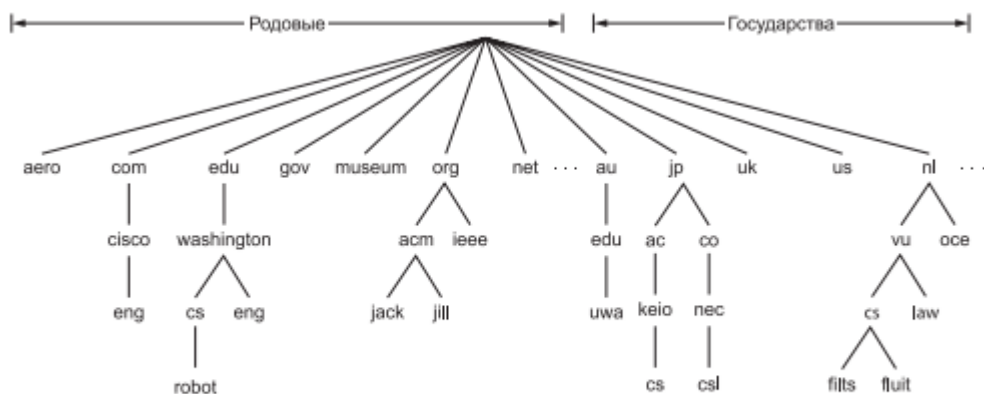 Родовые Государства
aero com edu gov museum org net ... au jp uk us nl ...
cisco washington acm ieee edu ac co vu oce
eng cs eng jack jill uwa keio nec cs law
robot cs csl filts fluit